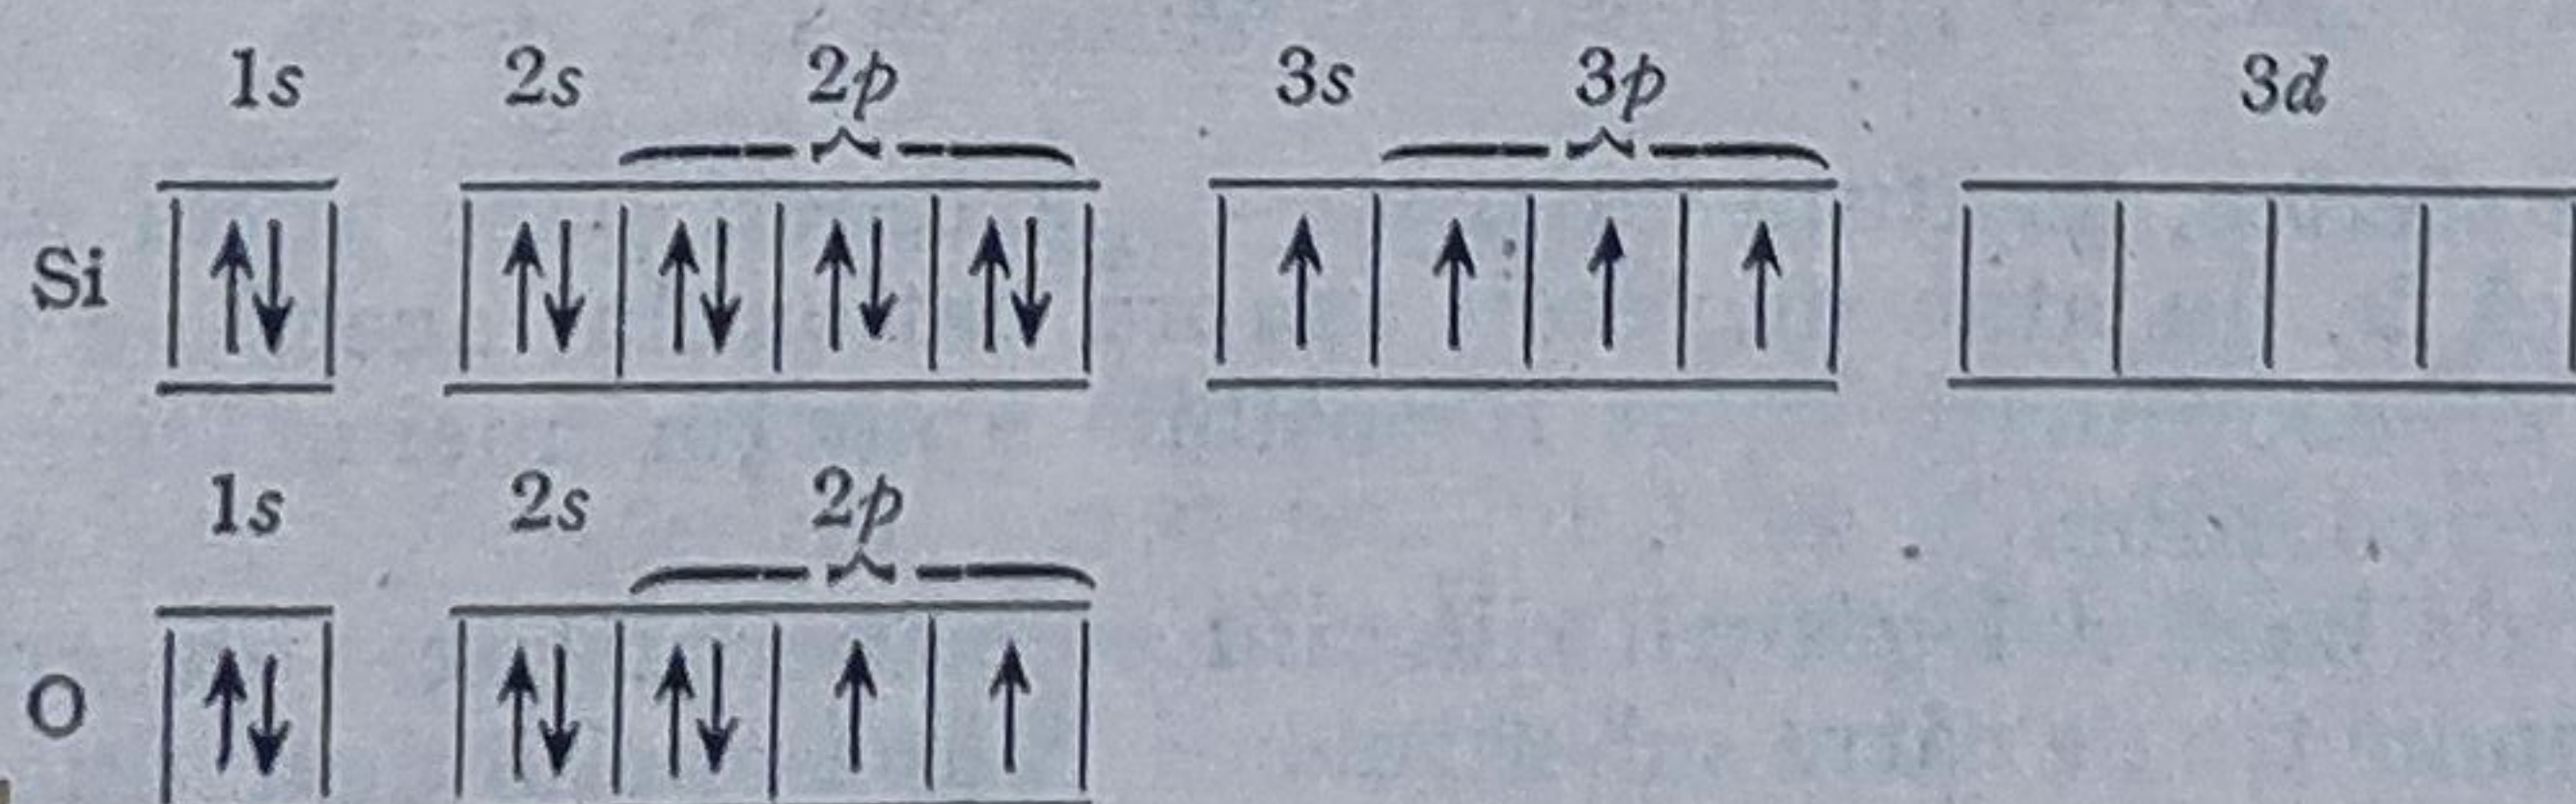 1s 2s 2p 3s 3p 3d
Si ↑↓ ↑↓ ↑↓ ↑↓ ↑↓ ↑ ↑ ↑ ↑
1s 2s 2p
O ↑↓ ↑↓ ↑↓ ↑ ↑